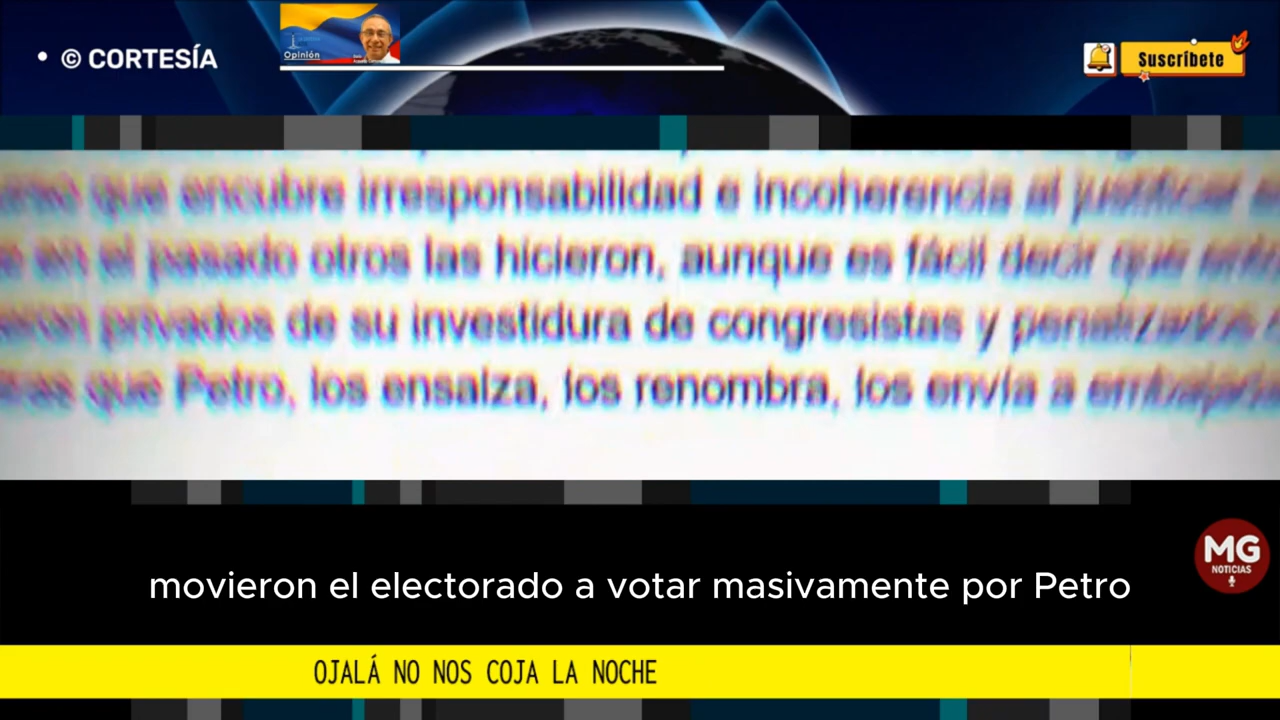 • © CORTESÍA
Opinión
Suscríbete
que encubre irresponsabilidad e incoherencia al justificar
en el pasado otros las hicieron, aunque es fácil decir que
privados de su investidura de congresistas y
que Petro, los ensalza, los renombra, los envía a
MG
NOTICIAS
movieron el electorado a votar masivamente por Petro
OJALÁ NO NOS COJA LA NOCHE